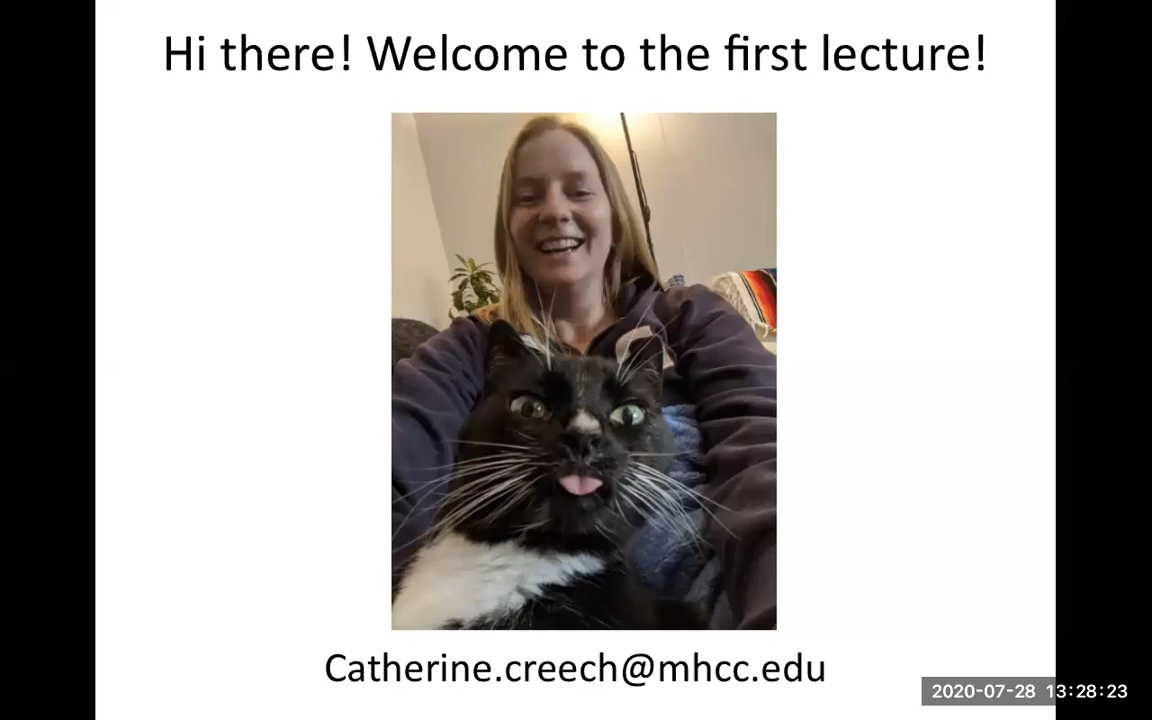 Hi there! Welcome to the first lecture!
Catherine.creech@mhcc.edu
2020-07-28 13:28:23